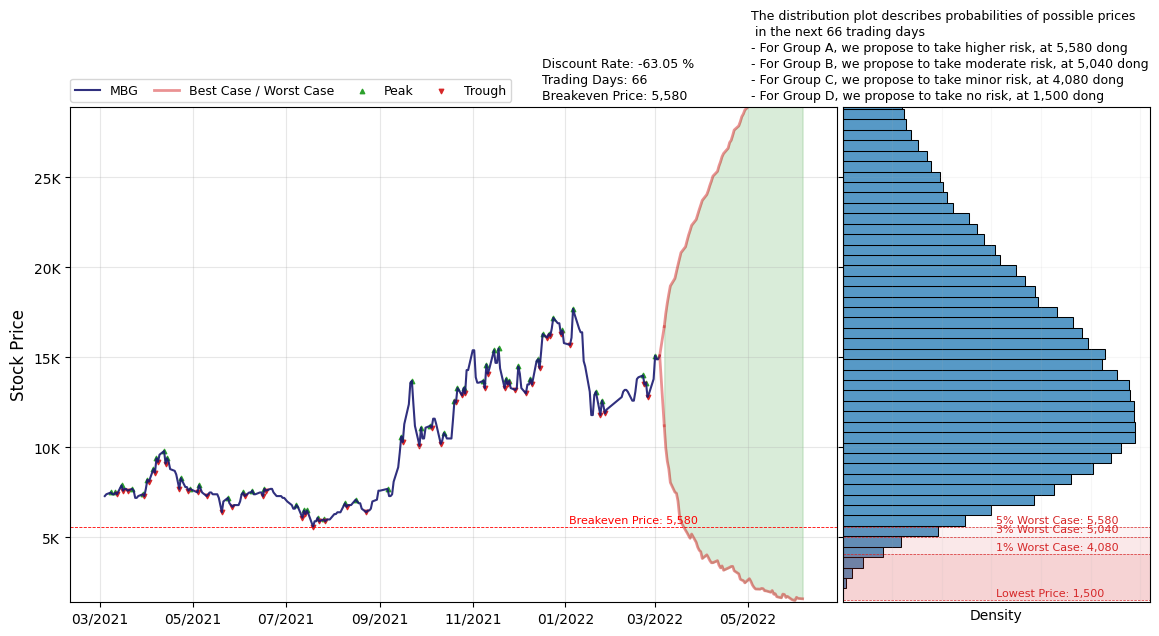 The distribution plot describes probabilities of possible prices
in the next 66 trading days
- For Group A, we propose to take higher risk, at 5,580 dong
- For Group B, we propose to take moderate risk, at 5,040 dong
- For Group C, we propose to take minor risk, at 4,080 dong
- For Group D, we propose to take no risk, at 1,500 dong
Discount Rate: -63.05 %
Trading Days: 66
Breakeven Price: 5,580
MBG Best Case / Worst Case Peak Trough
Stock Price
25K
20K
15K
10K
5K
Breakeven Price: 5,580
5% Worst Case: 5,580
3% Worst Case: 5,040
1% Worst Case: 4,080
Lowest Price: 1,500
03/2021 05/2021 07/2021 09/2021 11/2021 01/2022 03/2022 05/2022
Density